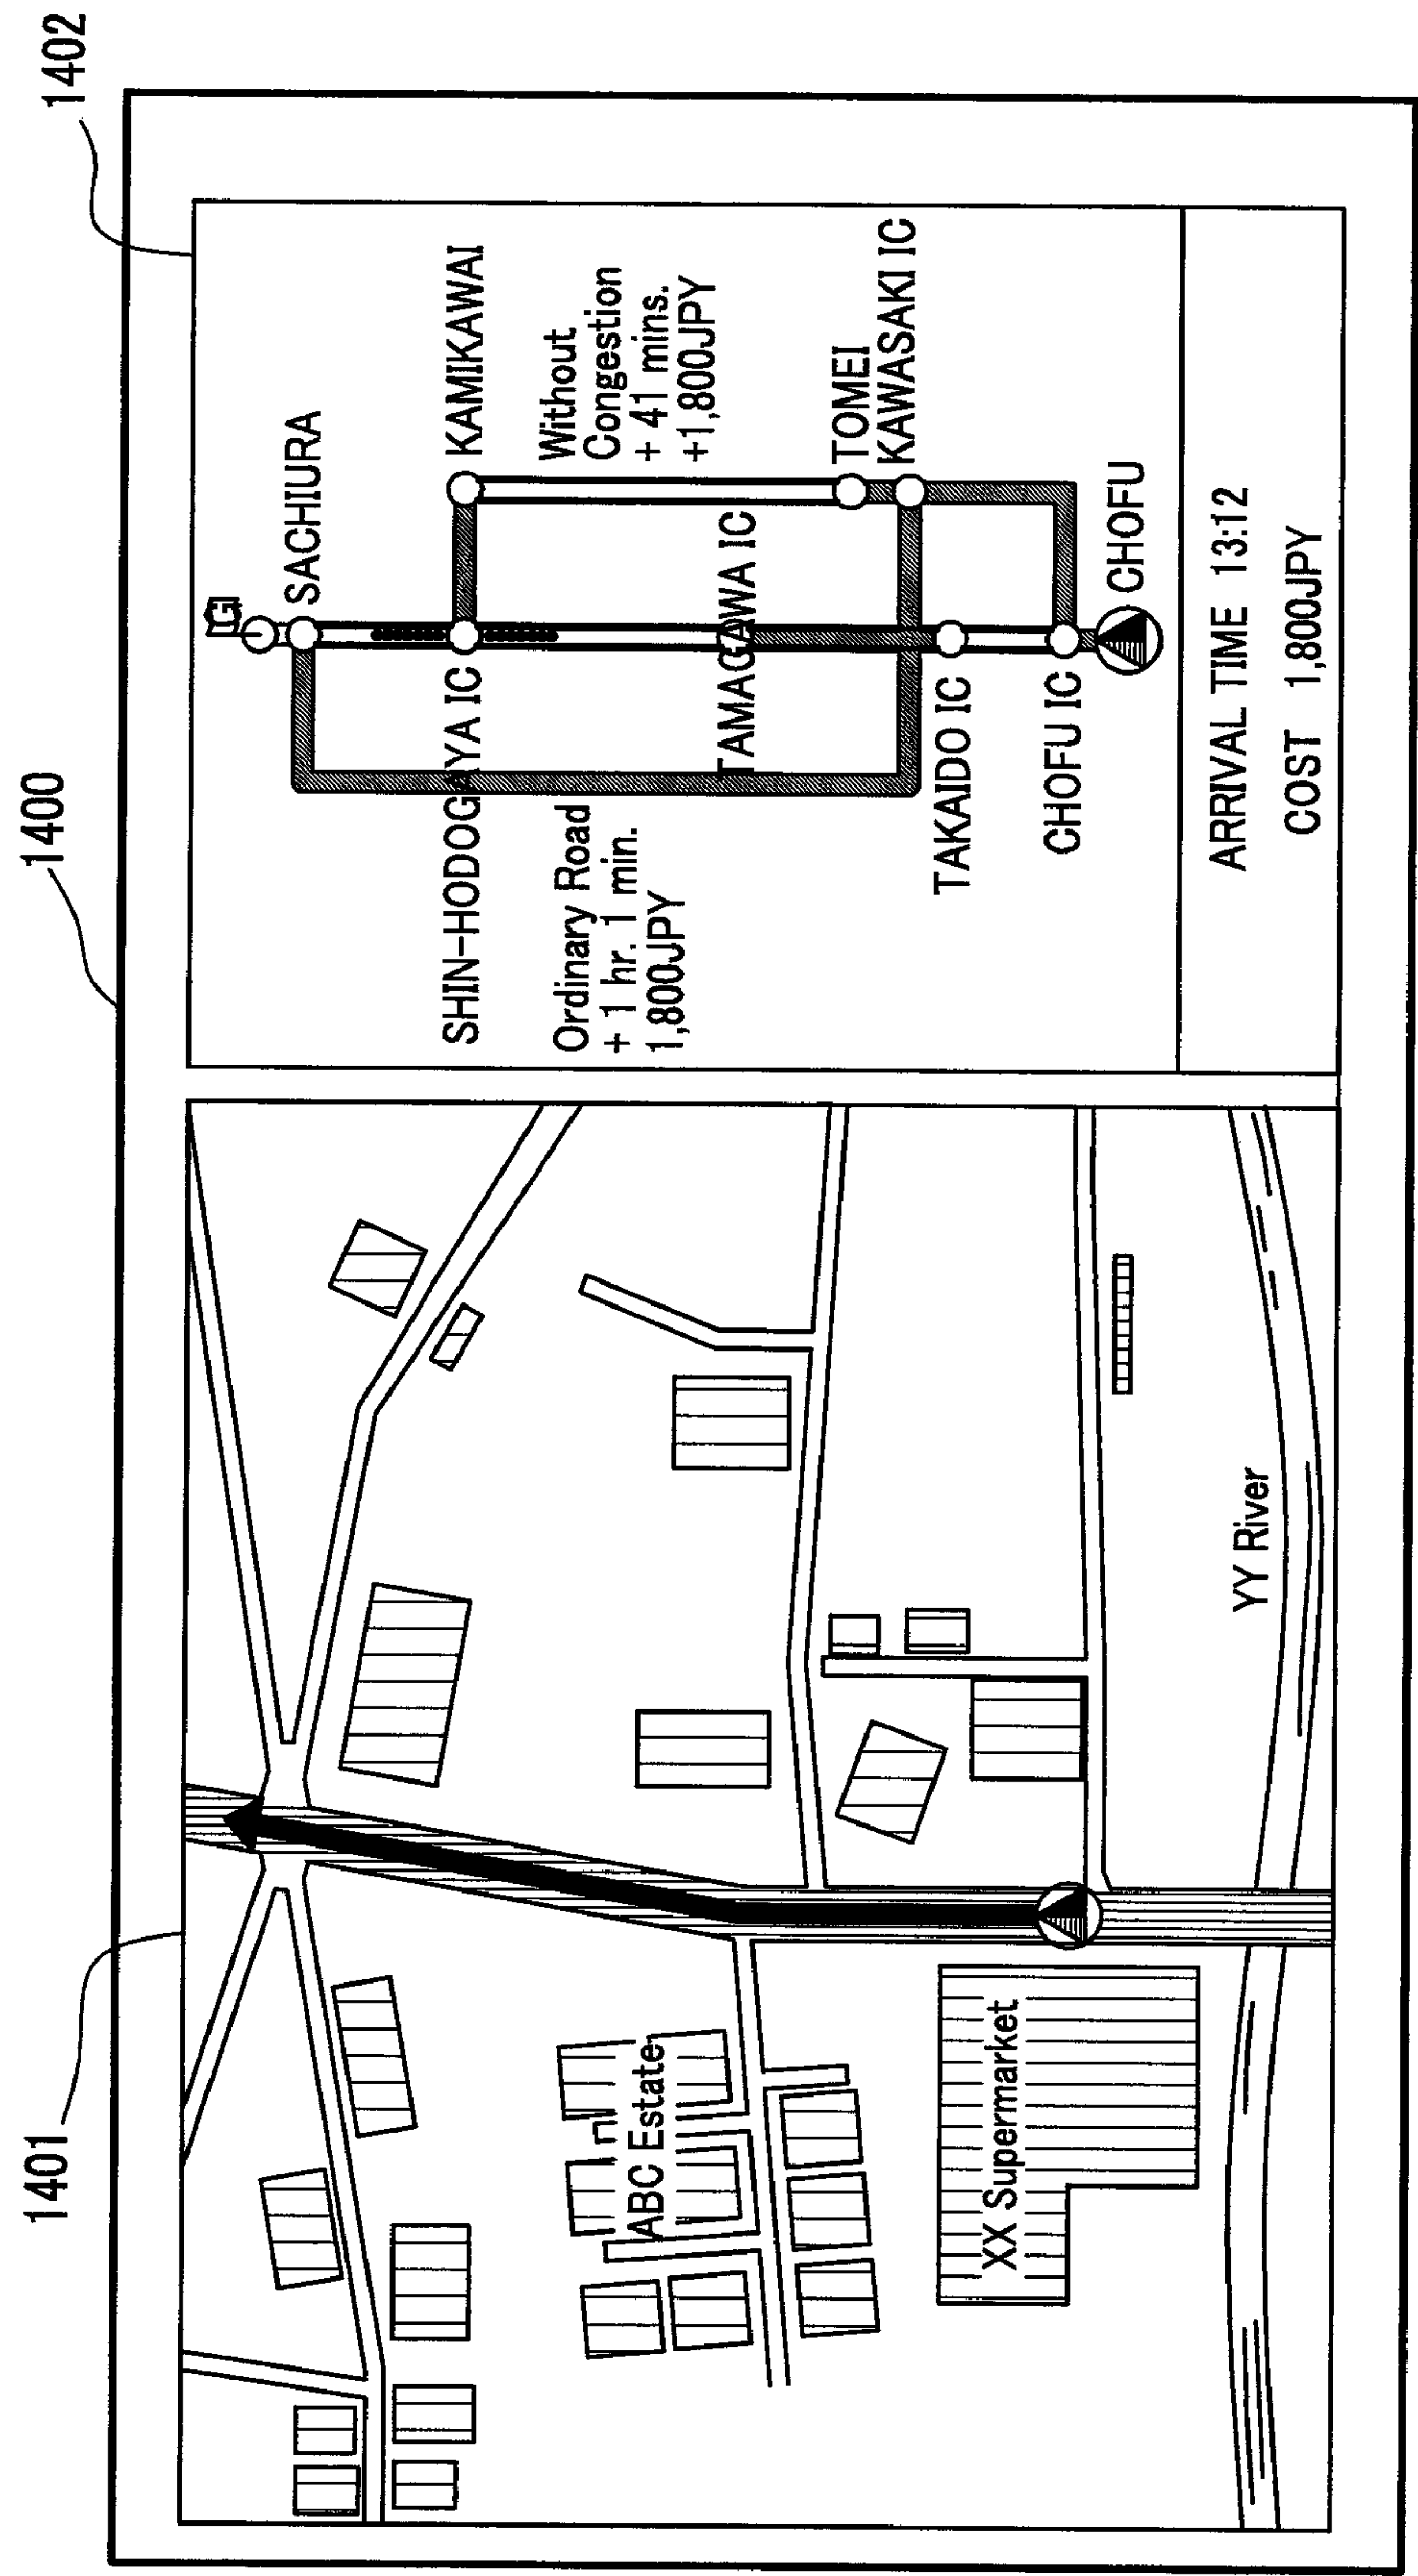 1400
1401
1402
G
SACHIURA
SHIN-HODOGAYA IC
KAMIKAWAI
Ordinary Road
+ 1 hr. 1 min.
1,800JPY
Without
Congestion
+ 41 mins.
+1,800JPY
TAMAGAWA IC
TOMEI
KAWASAKI IC
TAKAIDO IC
CHOFU IC
CHOFU
ARRIVAL TIME 13:12
COST 1,800JPY
ABC Estate
XX Supermarket
YY River